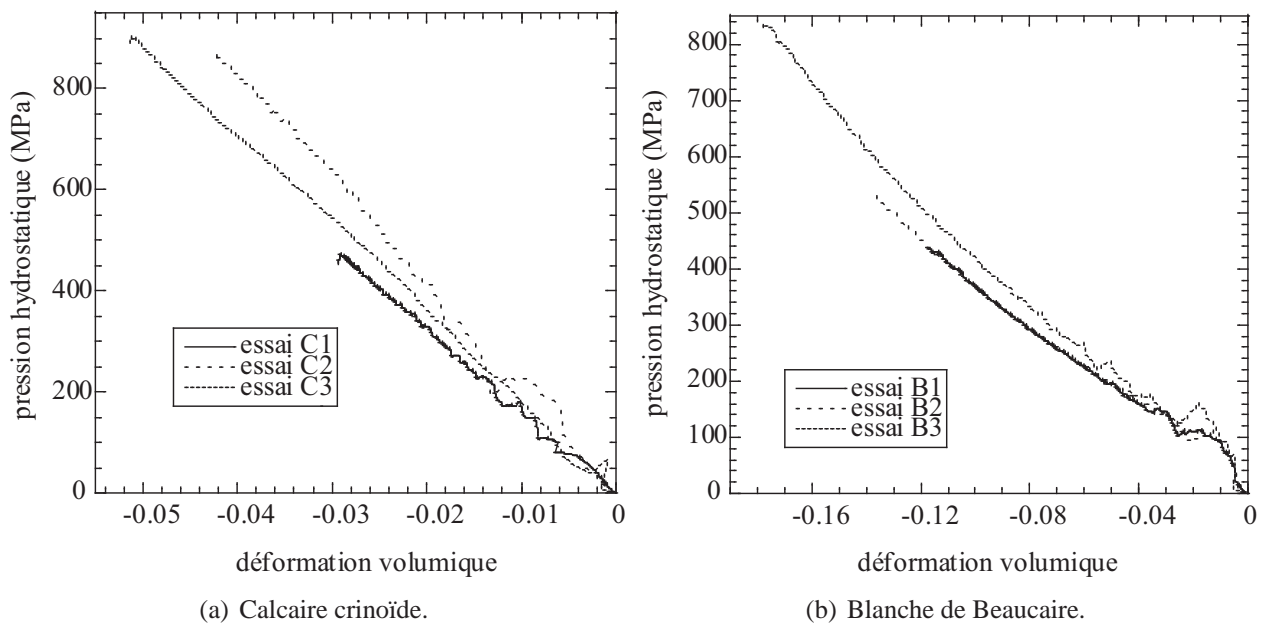 pression hydrostatique (MPa)
800
600
400
200
0
essai C1
essai C2
essai C3
-0.05
-0.04
-0.03
-0.02
-0.01
0
déformation volumique
(a) Calcaire crinoïde.
pression hydrostatique (MPa)
800
700
600
500
400
300
200
100
0
essai B1
essai B2
essai B3
-0.16
-0.12
-0.08
-0.04
0
déformation volumique
(b) Blanche de Beaucaire.